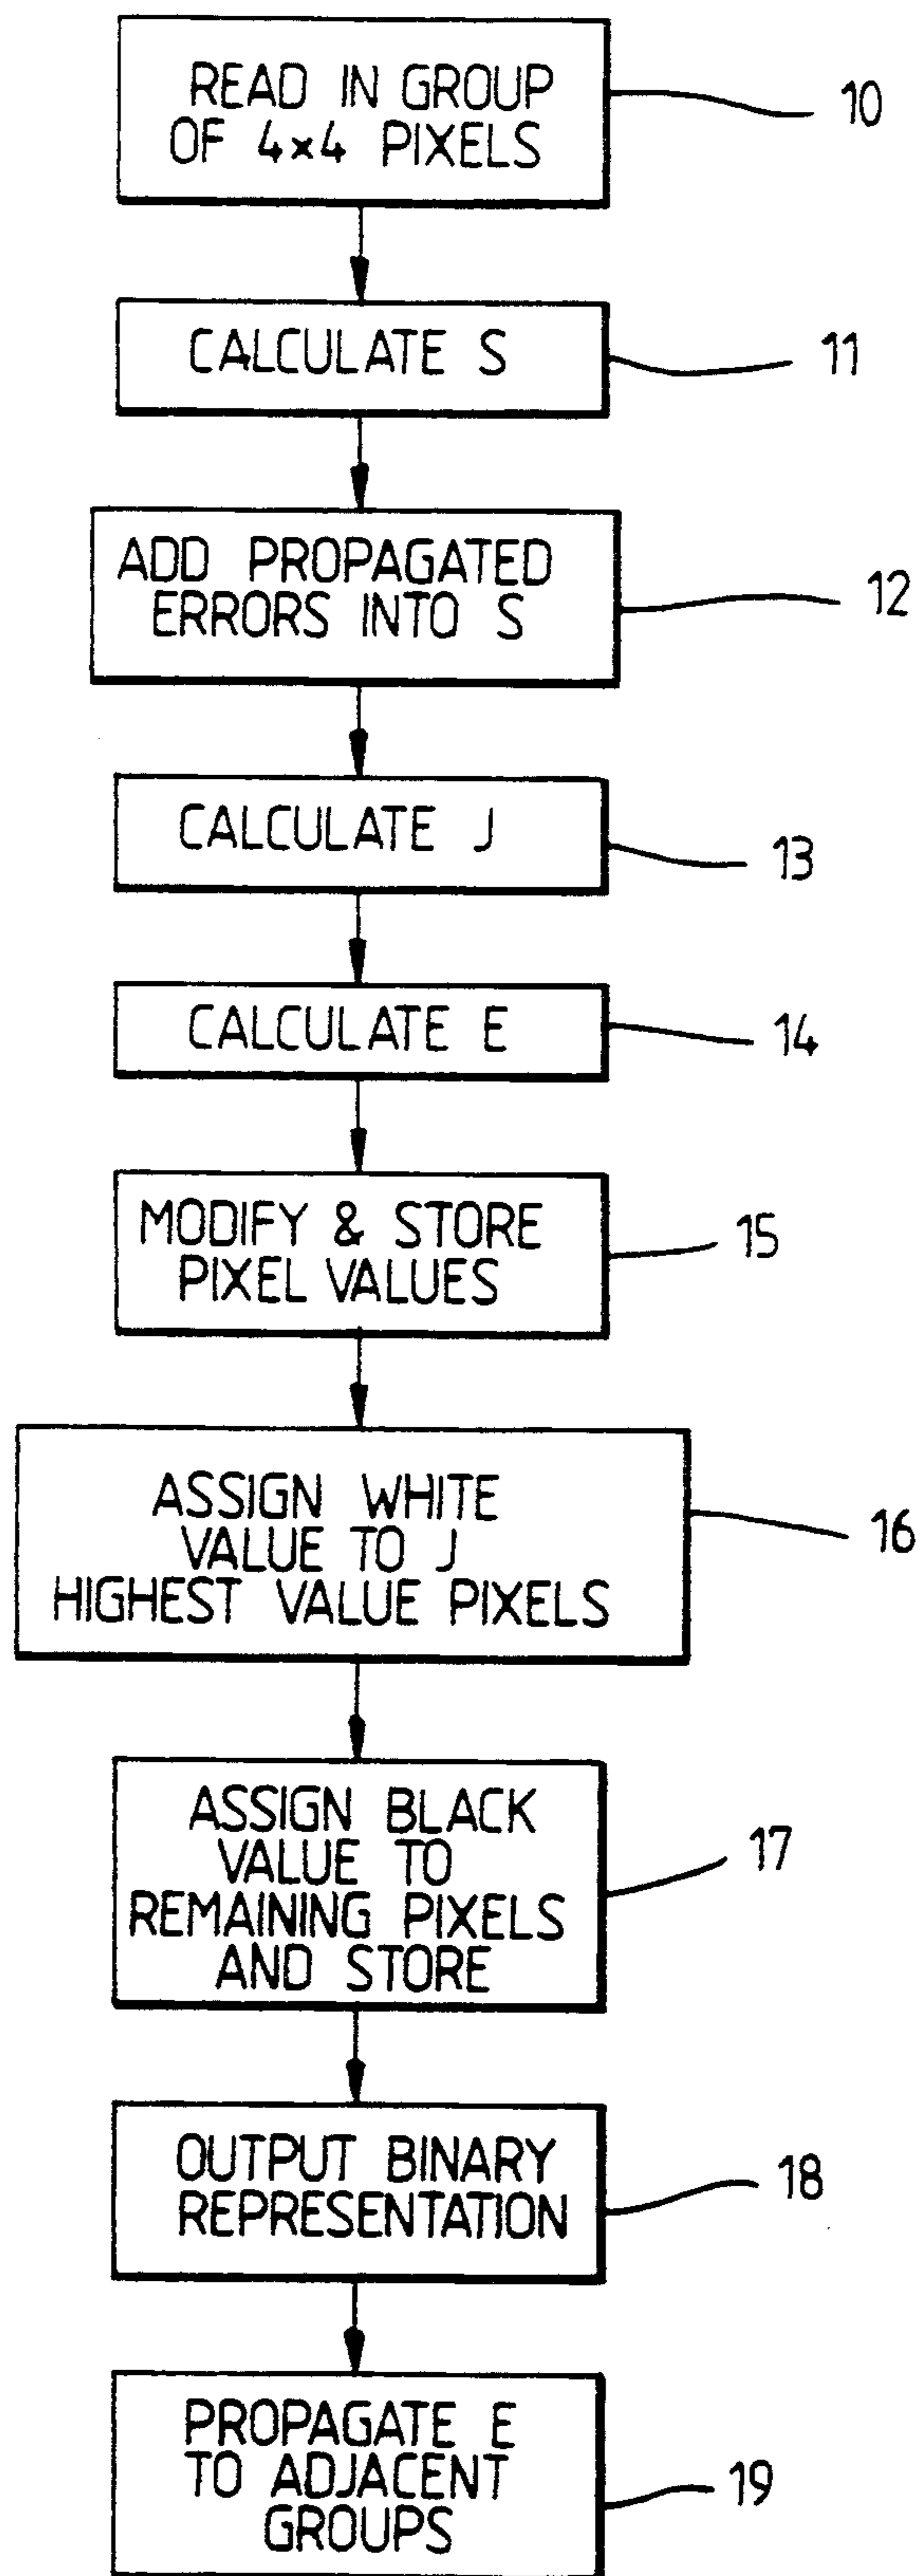 READ IN GROUP
OF 4×4 PIXELS
10
CALCULATE S
11
ADD PROPAGATED
ERRORS INTO S
12
CALCULATE J
13
CALCULATE E
14
MODIFY & STORE
PIXEL VALUES
15
ASSIGN WHITE
VALUE TO J
HIGHEST VALUE PIXELS
16
ASSIGN BLACK
VALUE TO
REMAINING PIXELS
AND STORE
17
OUTPUT BINARY
REPRESENTATION
18
PROPAGATE E
TO ADJACENT
GROUPS
19